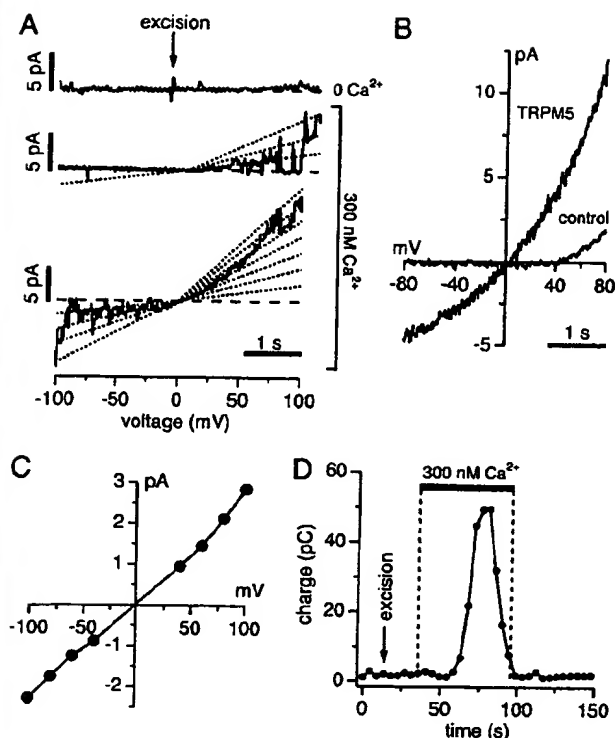 A
excision
5 pA
0 Ca²⁺
5 pA
5 pA
300 nM Ca²⁺
1 s
-100 -50 0 50 100
voltage (mV)
B
pA
10
TRPM5
5
control
mV
-80 -40 40 80
-5
1 s
C
3
pA
2
1
mV
-100 -50 50 100
-1
-2
D
60
300 nM Ca²⁺
40
excision
charge (pC)
20
0
0 50 100 150
time (s)